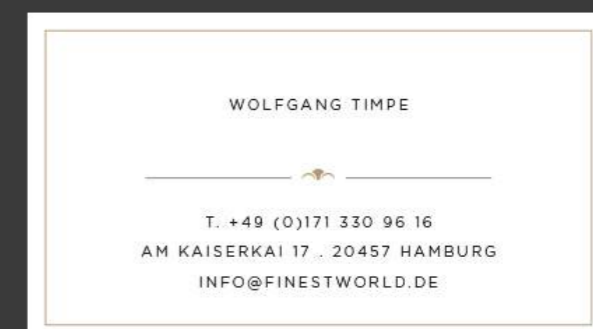 WOLFGANG TIMPE
T. +49 (0)171 330 96 16
AM KAISERKAI 17 . 20457 HAMBURG
INFO@FINESTWORLD.DE